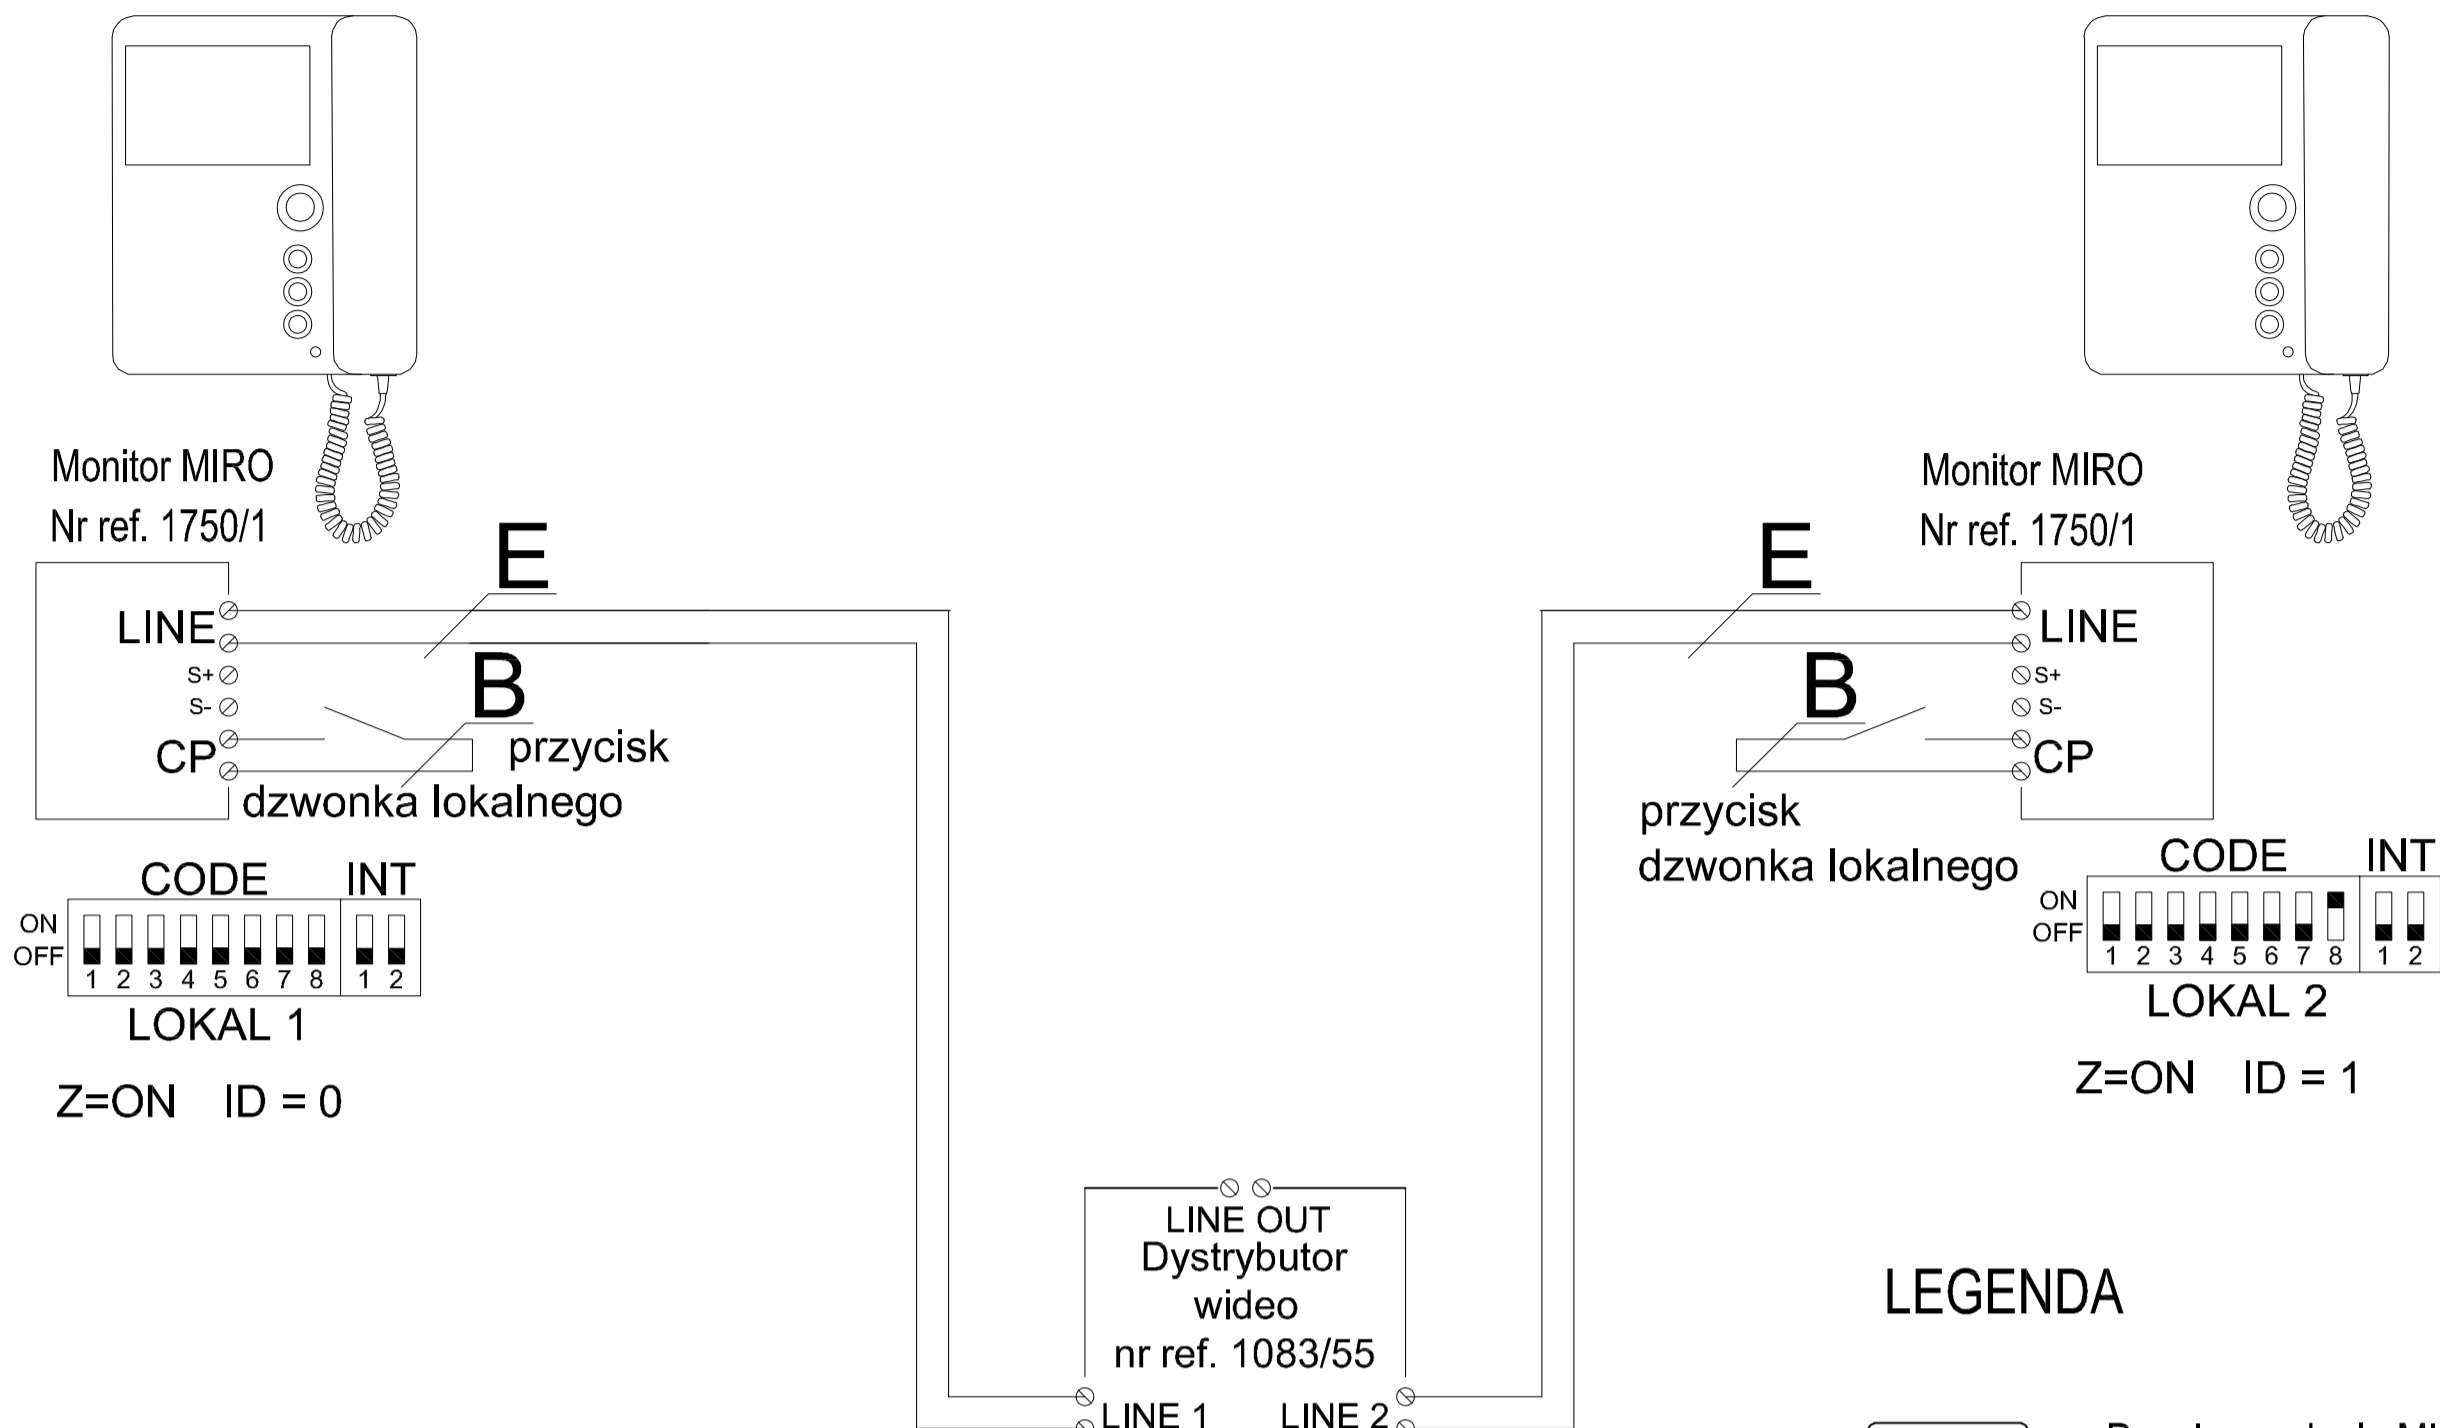 Monitor MIRO
Nr ref. 1750/1
E
LINE
S+
S-
B
CP
przycisk
dzwonka lokalnego
CODE INT
ON
OFF
1 2 3 4 5 6 7 8 1 2
LOKAL 1
Z=ON ID = 0
Monitor MIRO
Nr ref. 1750/1
E
LINE
S+
S-
B
CP
przycisk
dzwonka lokalnego
CODE INT
ON
OFF
1 2 3 4 5 6 7 8 1 2
LOKAL 2
Z=ON ID = 1
LINE OUT
Dystrybutor
wideo
nr ref. 1083/55
LINE 1 LINE 2
LEGENDA